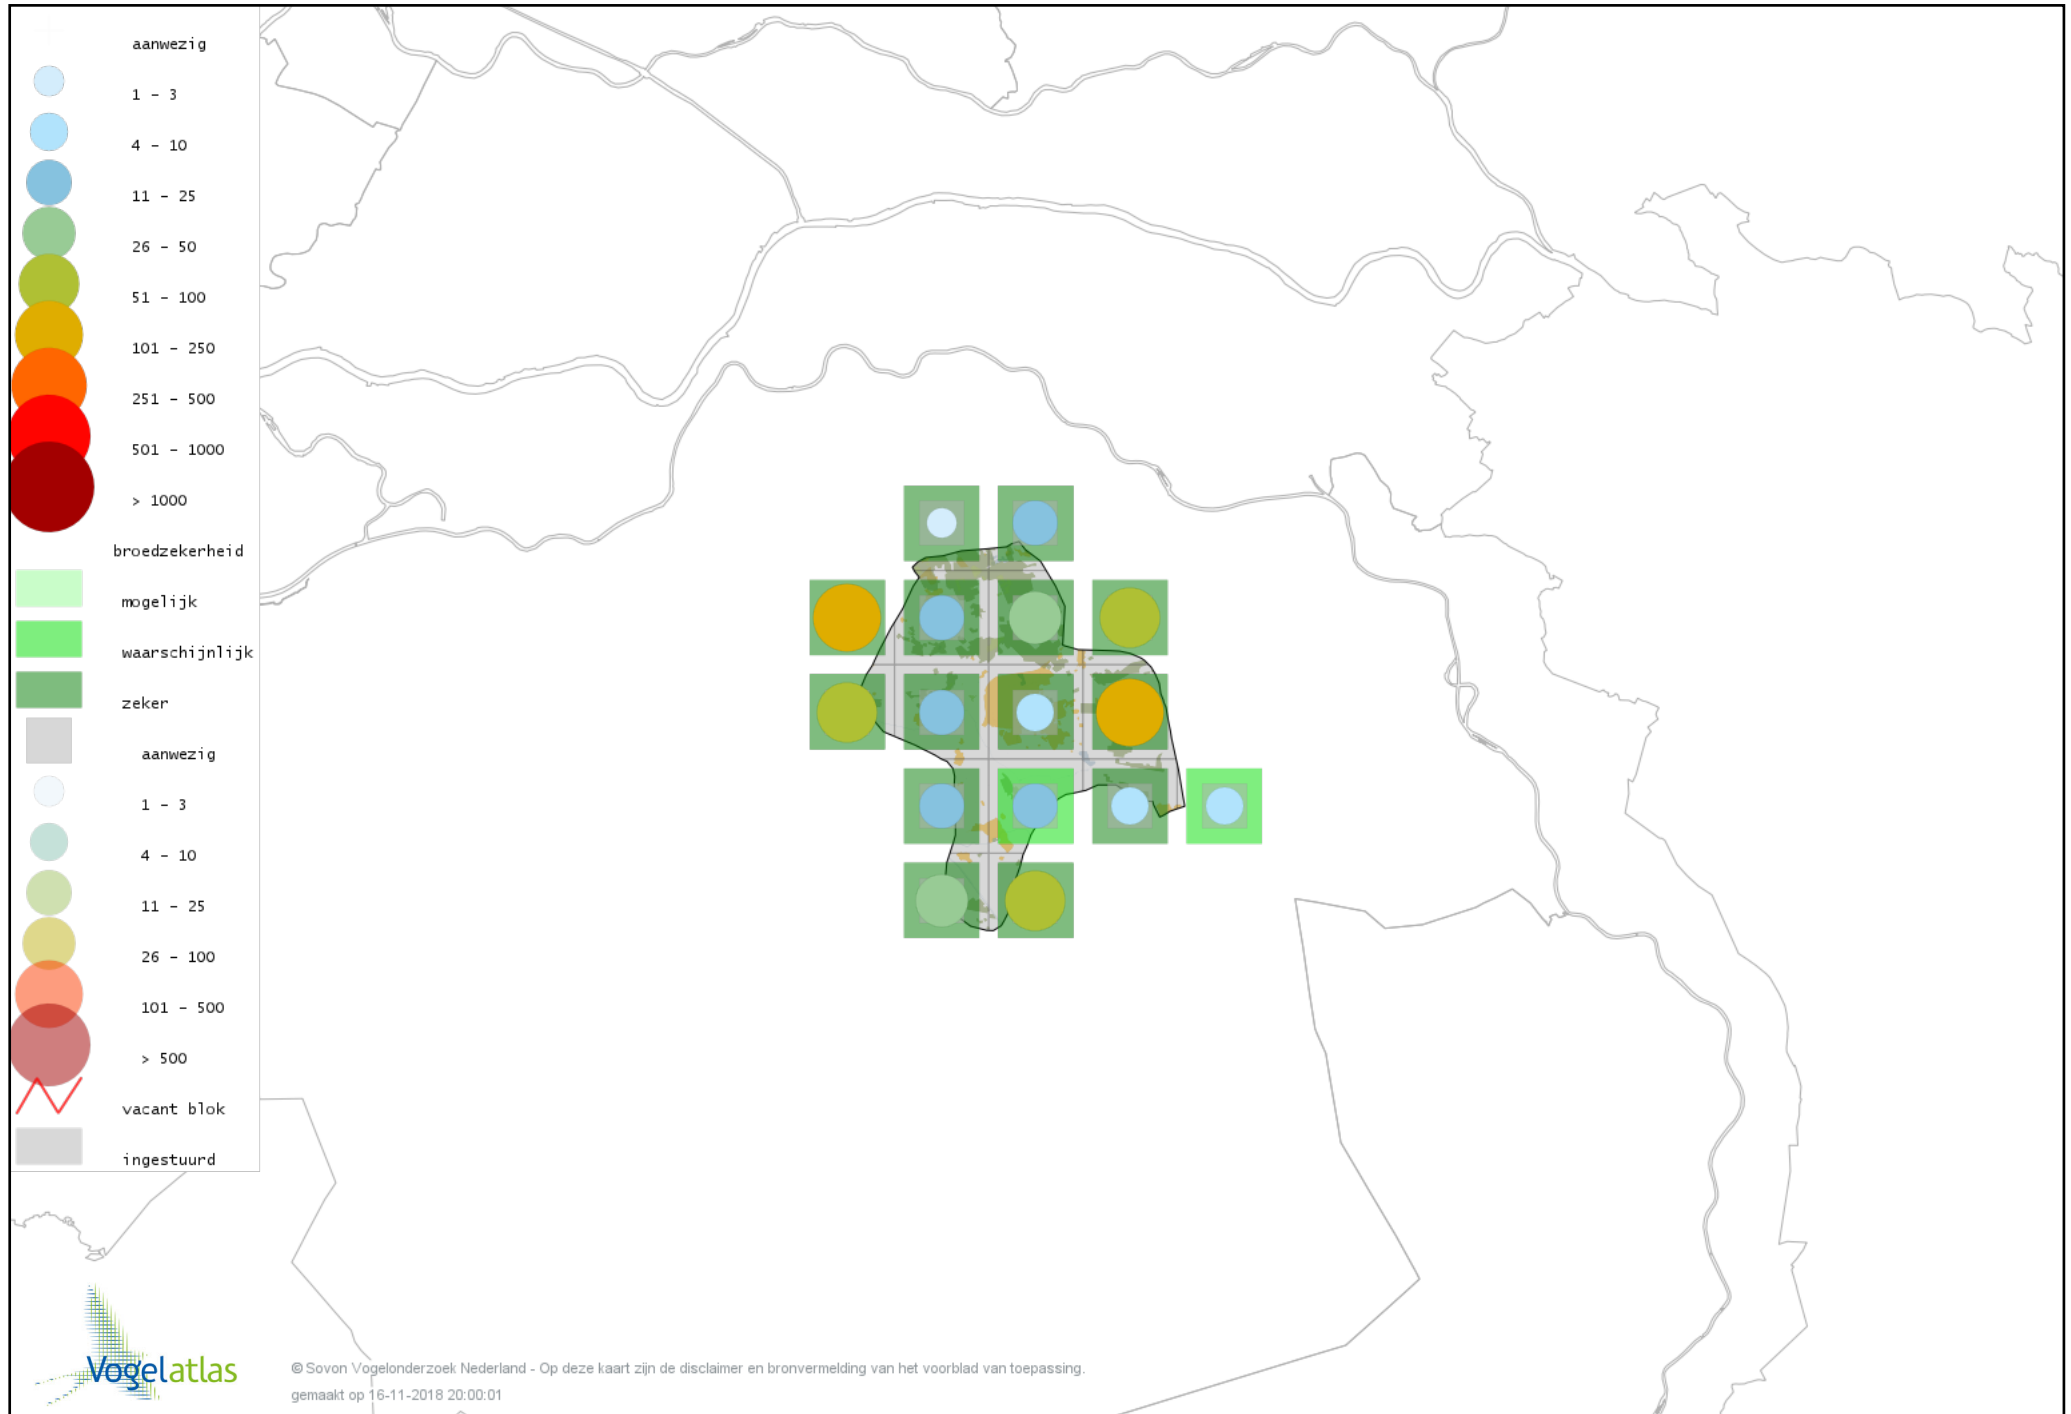 aanwezig
1 - 3
4 - 10
11 - 25
26 - 50
51 - 100
101 - 250
251 - 500
501 - 1000
> 1000
broedzekerheid
mogelijk
waarschijnlijk
zeker
aanwezig
1 - 3
4 - 10
11 - 25
26 - 100
101 - 500
> 500
vacant blok
ingestuurd
Vogelatlas
© Sovon Vogelonderzoek Nederland - Op deze kaart zijn de disclaimer en bronvermelding van het voorblad van toepassing.
gemaakt op 16-11-2018 20:00:01